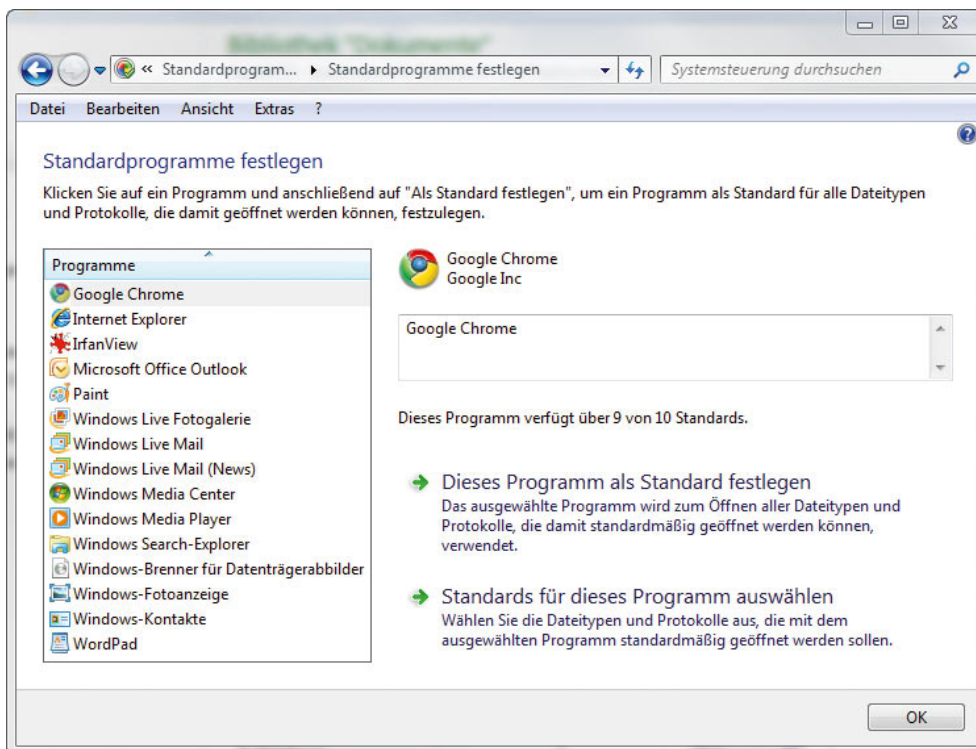 Bibliothek "Dokumente"
« Standardprogram... ▸ Standardprogramme festlegen
Systemsteuerung durchsuchen
Datei Bearbeiten Ansicht Extras ?
Standardprogramme festlegen
Klicken Sie auf ein Programm und anschließend auf "Als Standard festlegen", um ein Programm als Standard für alle Dateitypen
und Protokolle, die damit geöffnet werden können, festzulegen.
Programme
Google Chrome
Internet Explorer
IrfanView
Microsoft Office Outlook
Paint
Windows Live Fotogalerie
Windows Live Mail
Windows Live Mail (News)
Windows Media Center
Windows Media Player
Windows Search-Explorer
Windows-Brenner für Datenträgerabbilder
Windows-Fotoanzeige
Windows-Kontakte
WordPad
Google Chrome
Google Inc
Google Chrome
Dieses Programm verfügt über 9 von 10 Standards.
Dieses Programm als Standard festlegen
Das ausgewählte Programm wird zum Öffnen aller Dateitypen und
Protokolle, die damit standardmäßig geöffnet werden können,
verwendet.
Standards für dieses Programm auswählen
Wählen Sie die Dateitypen und Protokolle aus, die mit dem
ausgewählten Programm standardmäßig geöffnet werden sollen.
OK